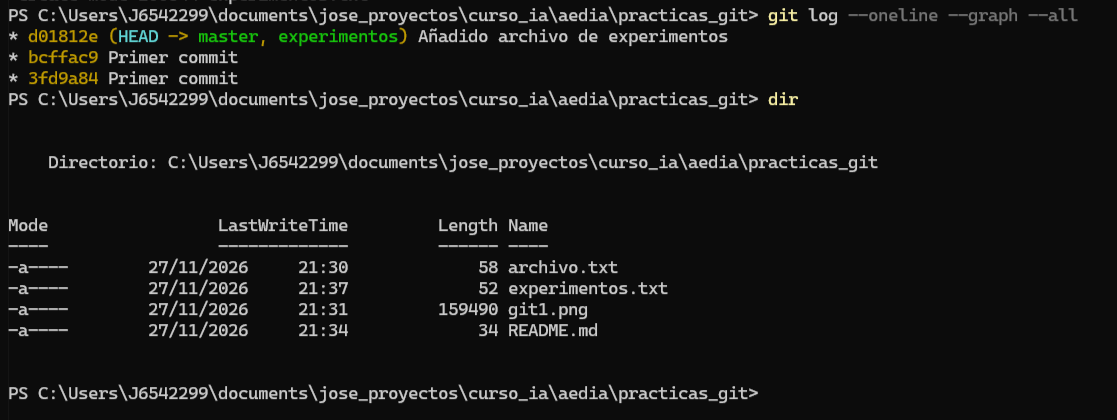 PS C:\Users\J6542299\documents\jose_proyectos\curso_ia\aedia\practicas_git> git log --oneline --graph --all
* d01812e (HEAD -> master, experimentos) Añadido archivo de experimentos
* bcffac9 Primer commit
* 3fd9a84 Primer commit
PS C:\Users\J6542299\documents\jose_proyectos\curso_ia\aedia\practicas_git> dir
Directorio: C:\Users\J6542299\documents\jose_proyectos\curso_ia\aedia\practicas_git
Mode                 LastWriteTime         Length Name
----                 -------------         ------ ----
-a----        27/11/2026     21:30             58 archivo.txt
-a----        27/11/2026     21:37             52 experimentos.txt
-a----        27/11/2026     21:31         159490 git1.png
-a----        27/11/2026     21:34             34 README.md
PS C:\Users\J6542299\documents\jose_proyectos\curso_ia\aedia\practicas_git>